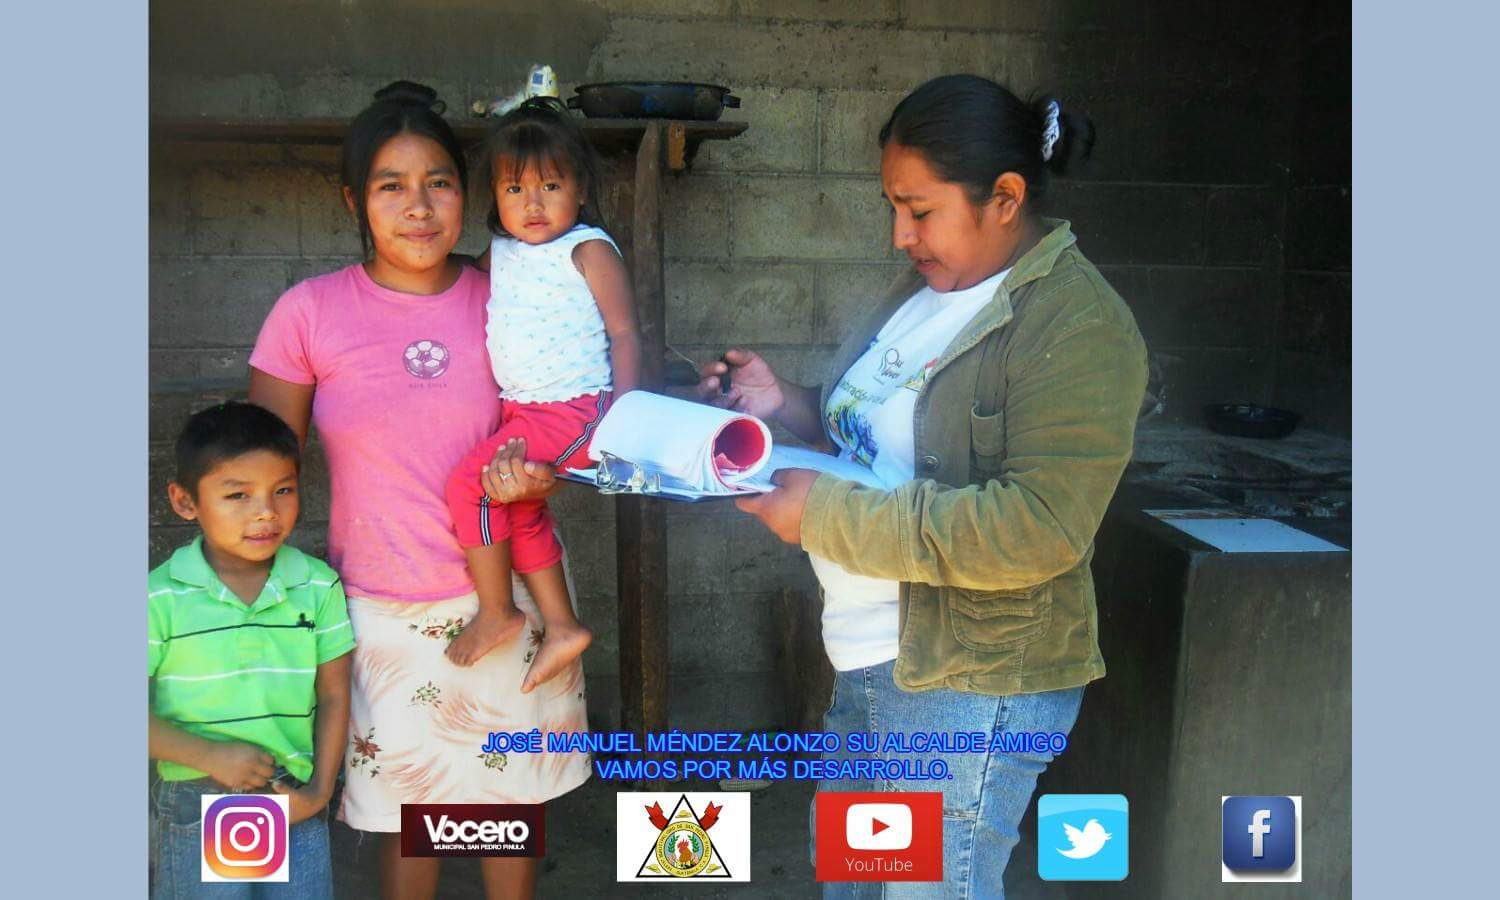 JOSÉ MANUEL MÉNDEZ ALONZO SU ALCALDE AMIGO
VAMOS POR MÁS DESARROLLO.
Vocero
MUNICIPAL SAN PEDRO PINULA
YouTube